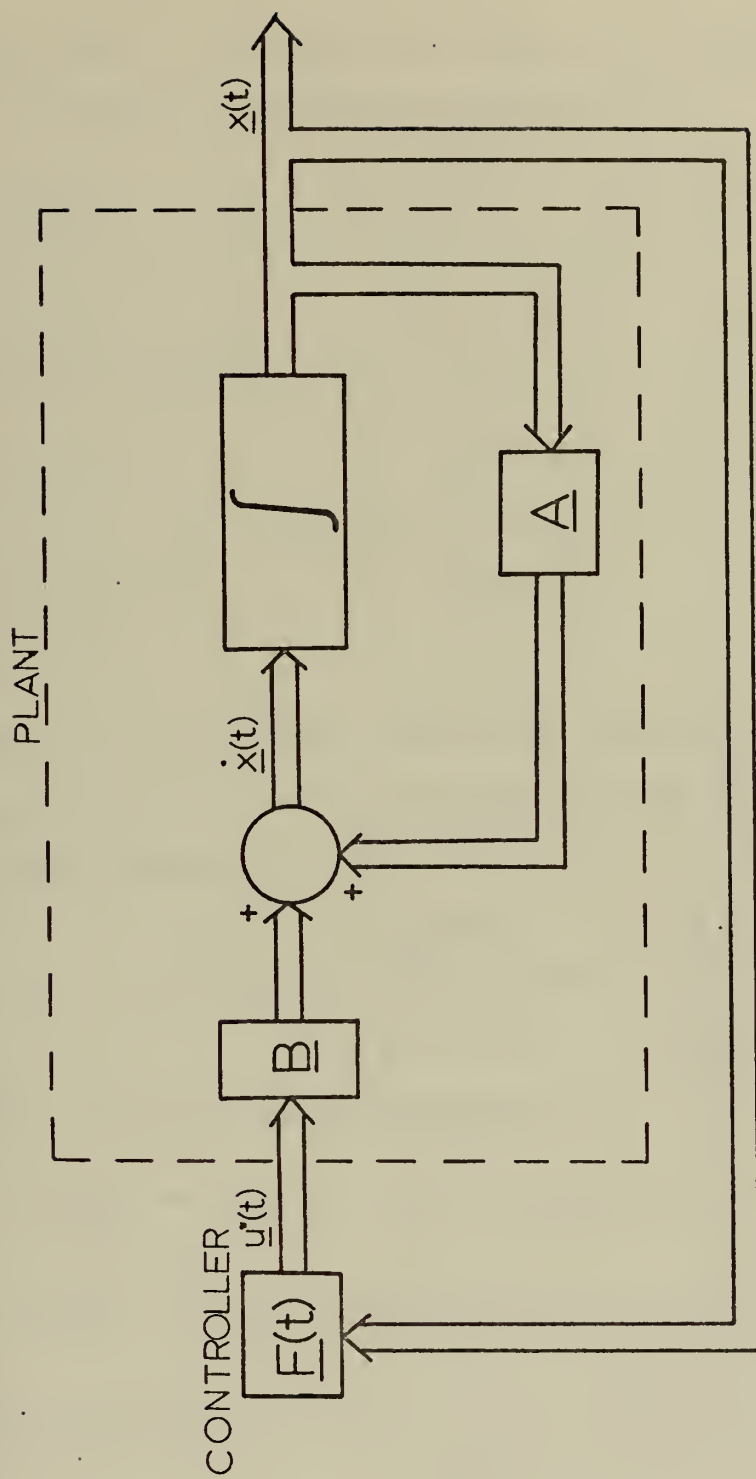 PLANT
CONTROLLER
F(t)
u*(t)
B
+
+
ẋ(t)
∫
A
x(t)